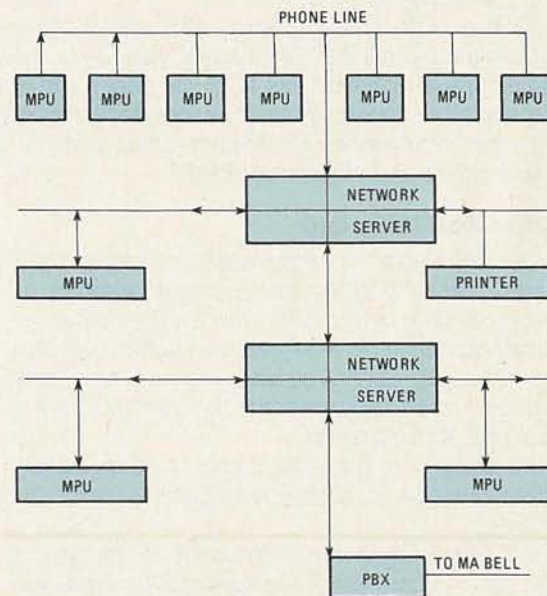 PHONE LINE
MPU MPU MPU MPU MPU MPU MPU
NETWORK
SERVER
MPU
PRINTER
NETWORK
SERVER
MPU
MPU
TO MA BELL
PBX